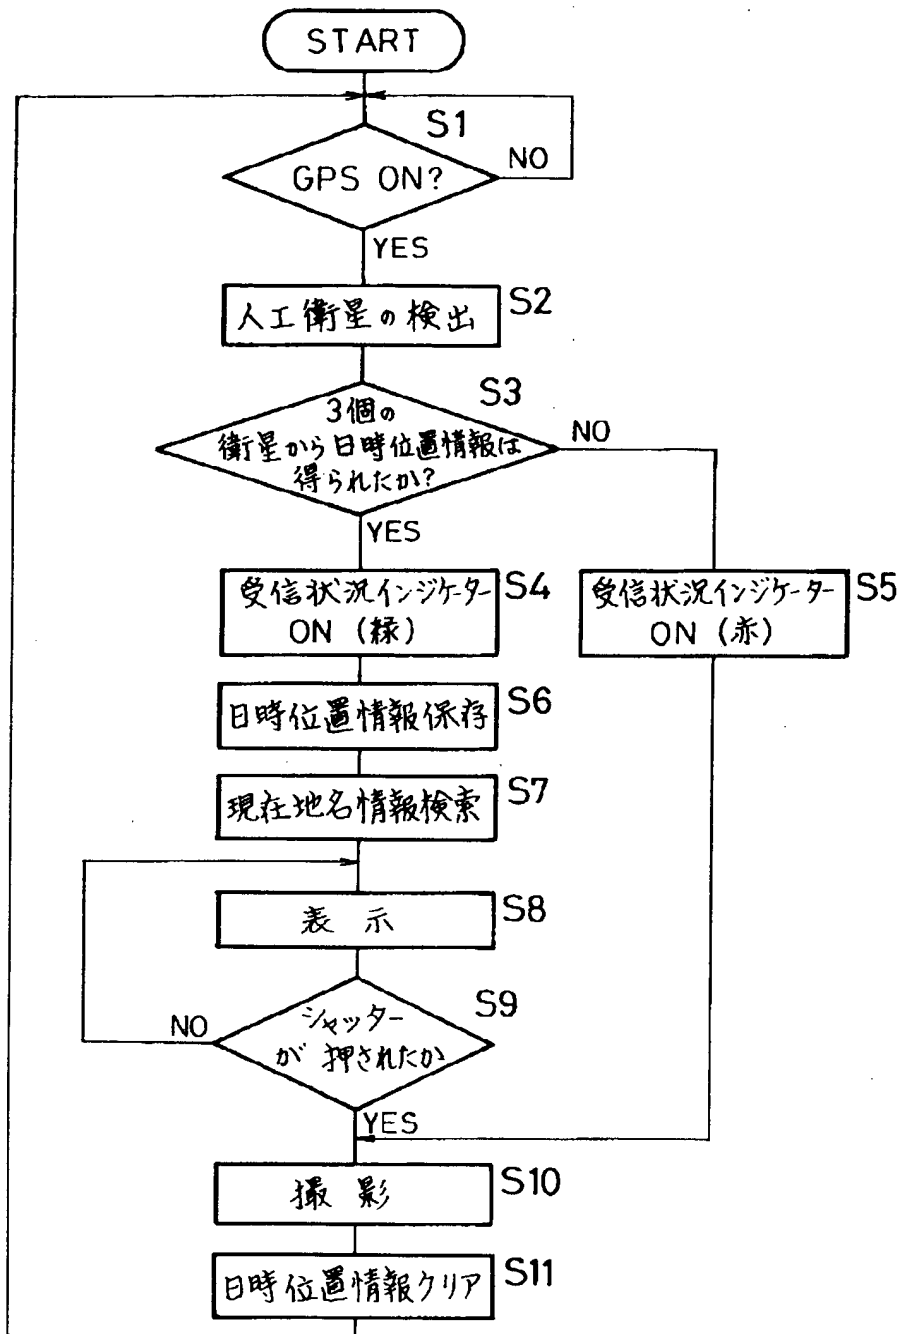 START
S1
GPS ON?
NO
YES
人工衛星の検出
S2
S3
3個の
衛星から日時位置情報は
得られたか?
NO
YES
受信状況インジケーター
ON (緑)
S4
受信状況インジケーター
ON (赤)
S5
日時位置情報保存
S6
現在地名情報検索
S7
表示
S8
S9
シャッター
が押されたか
NO
YES
撮影
S10
日時位置情報クリア
S11